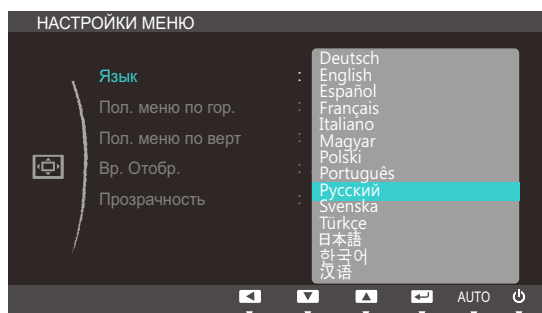 НАСТРОЙКИ МЕНЮ
Язык :
Пол. меню по гор. :
Пол. меню по верт :
Вр. Отобр. :
Прозрачность :
Deutsch
English
Español
Français
Italiano
Magyar
Polski
Português
Русский
Svenska
Türkçe
日本語
한국어
汉语
AUTO